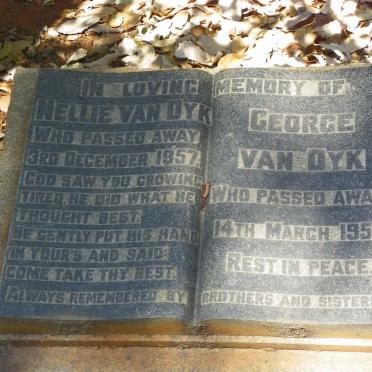 IN LOVING MEMORY OF
NELLIE VAN DYK
WHO PASSED AWAY
3RD DECEMBER 1957.
GOD SAW YOU GROWING
TIRED HE DID WHAT HE
THOUGHT BEST.
HE GENTLY PUT HIS HAND
IN YOUR'S AND SAID:
COME TAKE THY REST.
GEORGE
VAN DYK
WHO PASSED AWA
14TH MARCH 195
REST IN PEACE.
ALWAYS REMEMBERED BY BROTHERS AND SISTERS